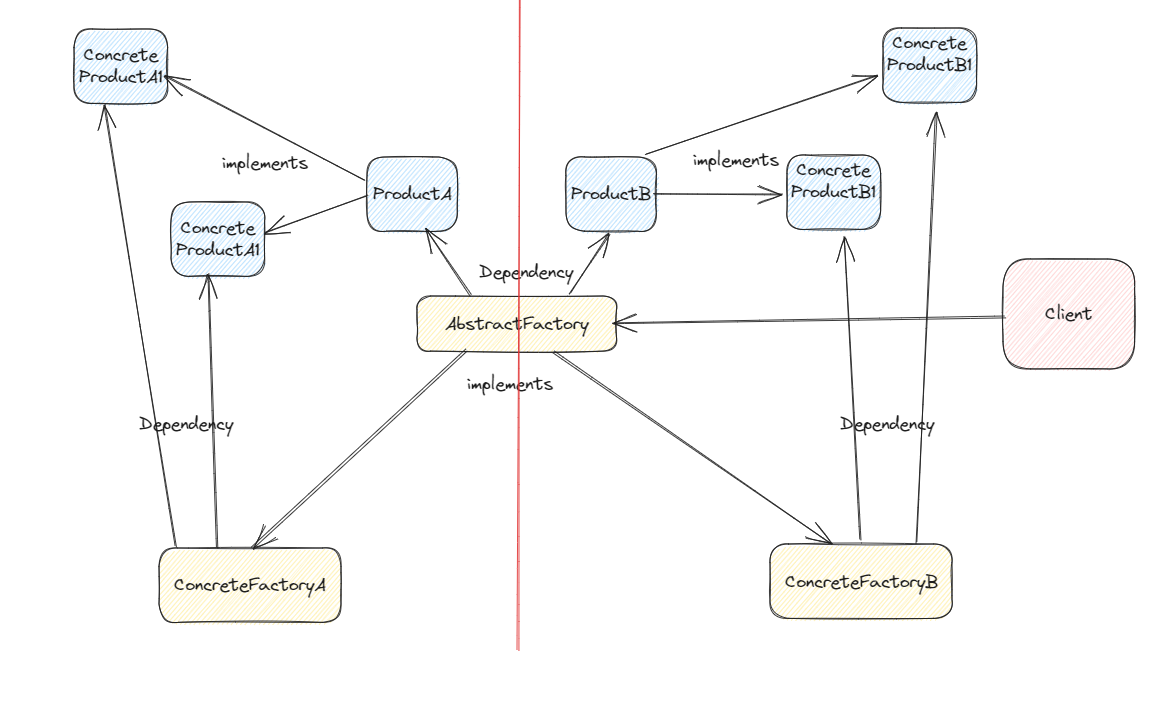 Concrete
ProductA1
Concrete
ProductB1
implements
implements
ProductA
ProductB
Concrete
ProductB1
Concrete
ProductA1
Dependency
AbstractFactory
Client
implements
Dependency
Dependency
ConcreteFactoryA
ConcreteFactoryB